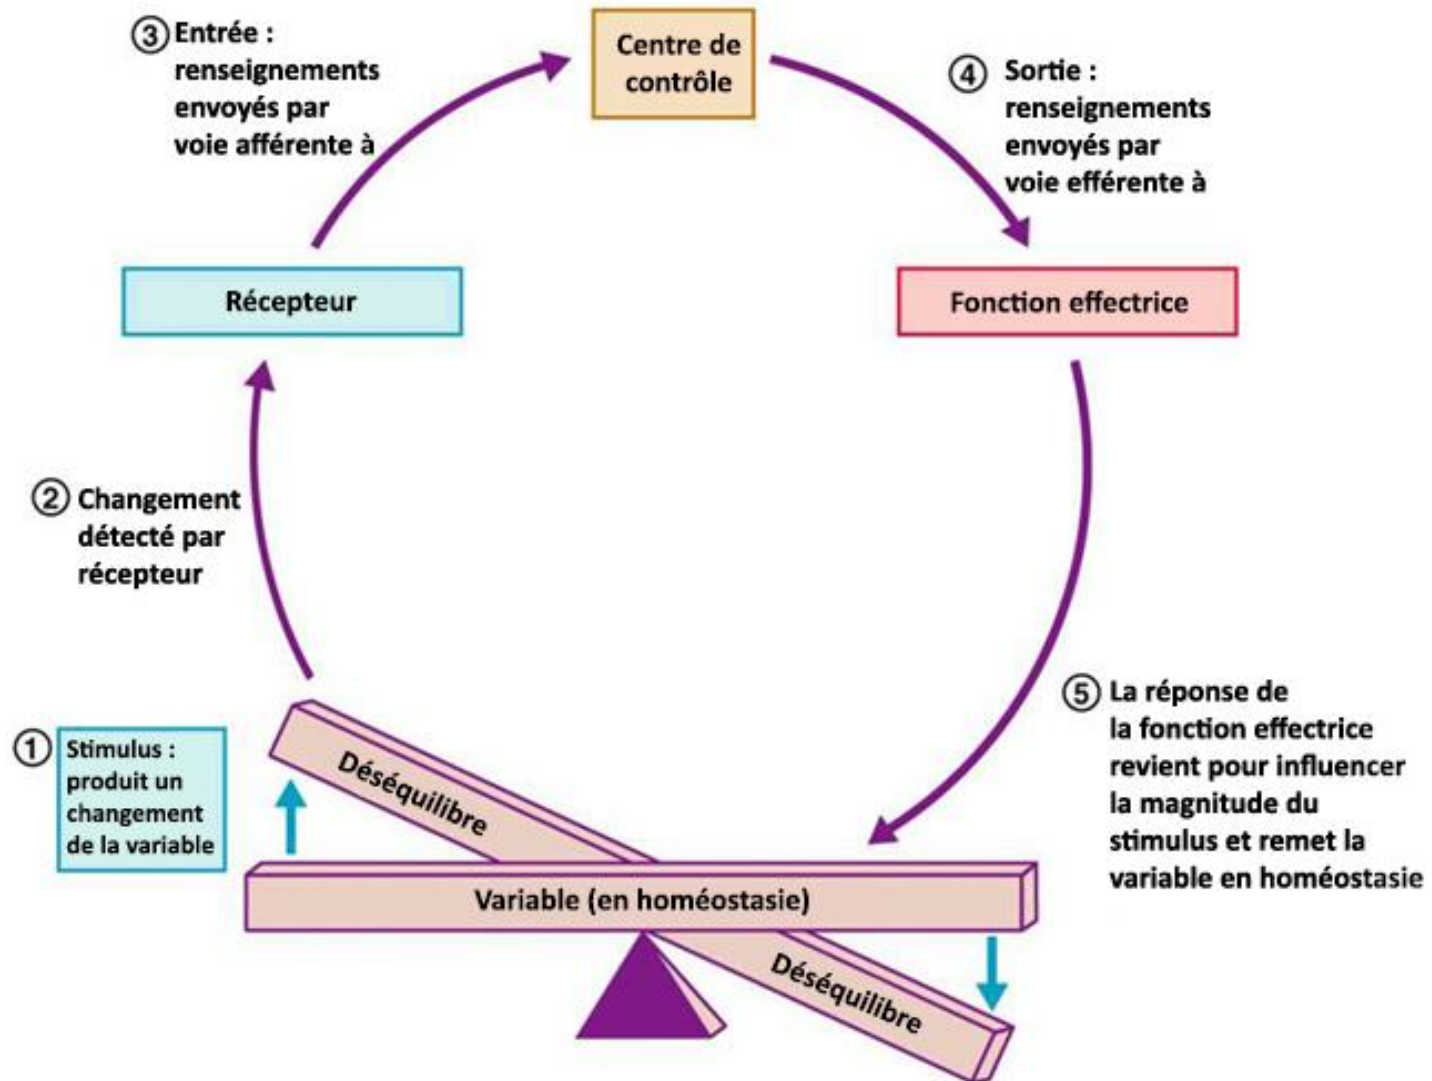 ③ Entrée :
renseignements
envoyés par
voie afférente à
Centre de
contrôle
④ Sortie :
renseignements
envoyés par
voie efférente à
Récepteur
Fonction effectrice
② Changement
détecté par
récepteur
① Stimulus :
produit un
changement
de la variable
⑤ La réponse de
la fonction effectrice
revient pour influencer
la magnitude du
stimulus et remet la
variable en homéostasie
Déséquilibre
Variable (en homéostasie)
Déséquilibre